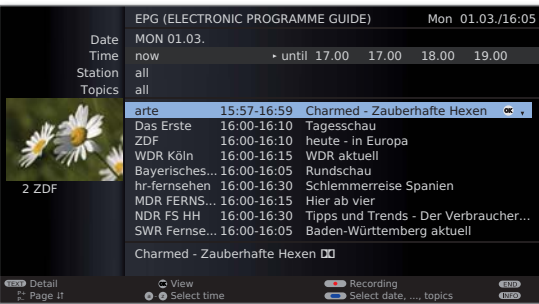 EPG (ELECTRONIC PROGRAMME GUIDE) Mon 01.03./16:05
Date MON 01.03.
Time now ▸ until 17.00 17.00 18.00 19.00
Station all
Topics all
arte 15:57-16:59 Charmed - Zauberhafte Hexen OK
Das Erste 16:00-16:10 Tagesschau
ZDF 16:00-16:10 heute - in Europa
WDR Köln 16:00-16:15 WDR aktuell
Bayerisches... 16:00-16:05 Rundschau
hr-fernsehen 16:00-16:30 Schlemmerreise Spanien
MDR FERNS... 16:00-16:15 Hier ab vier
NDR FS HH 16:00-16:30 Tipps und Trends - Der Verbraucher...
SWR Fernse... 16:00-16:05 Baden-Württemberg aktuell
2 ZDF
Charmed - Zauberhafte Hexen
TEXT Detail OK View Recording END
P+ P- Page ↓↑ 0 - 9 Select time Select date, ..., topics INFO